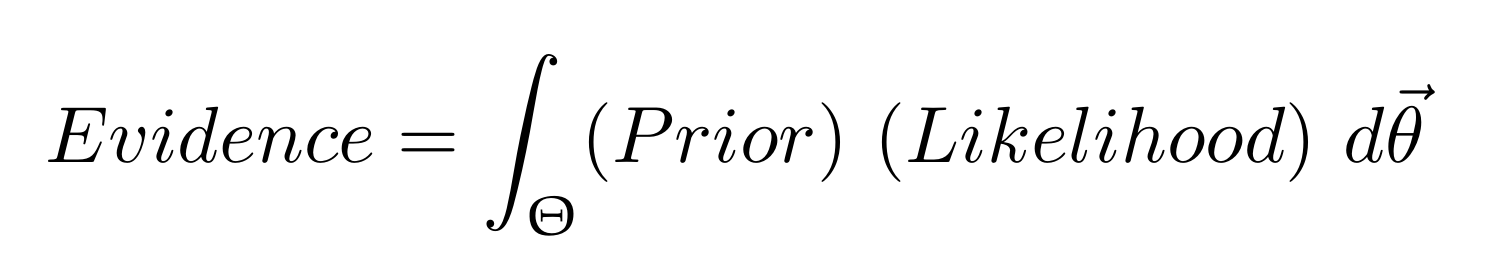 Evidence = ∫_Θ (Prior) (Likelihood) dθ⃗